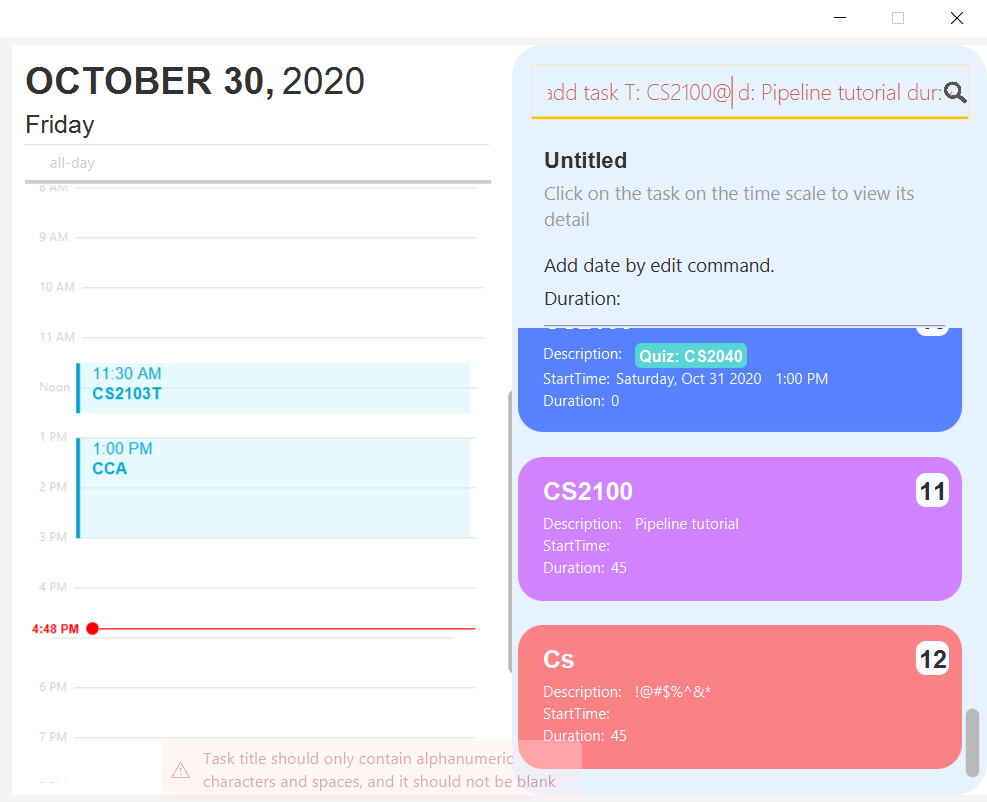 OCTOBER 30, 2020
Friday
all-day
8 AM
9 AM
10 AM
11 AM
11:30 AM
Noon
CS2103T
1 PM
1:00 PM
CCA
2 PM
3 PM
4 PM
4:48 PM
6 PM
7 PM
add task T: CS2100@ d: Pipeline tutorial dur:
Untitled
Click on the task on the time scale to view its
detail
Add date by edit command.
Duration:
Description: Quiz: CS2040
StartTime: Saturday, Oct 31 2020 1:00 PM
Duration: 0
CS2100 11
Description: Pipeline tutorial
StartTime:
Duration: 45
Cs 12
Description: !@#$%^&*
StartTime:
Duration: 45
Task title should only contain alphanumeric
characters and spaces, and it should not be blank